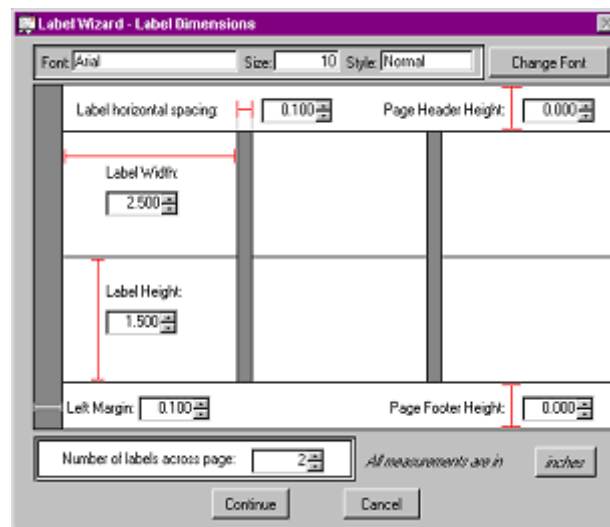 Label Wizard - Label Dimensions
Font: Arial Size: 10 Style: Normal Change Font
Label horizontal spacing: 0.100 Page Header Height: 0.000
Label Width:
2.500
Label Height:
1.500
Left Margin: 0.100 Page Footer Height: 0.000
Number of labels across page: 2 All measurements are in inches
Continue Cancel